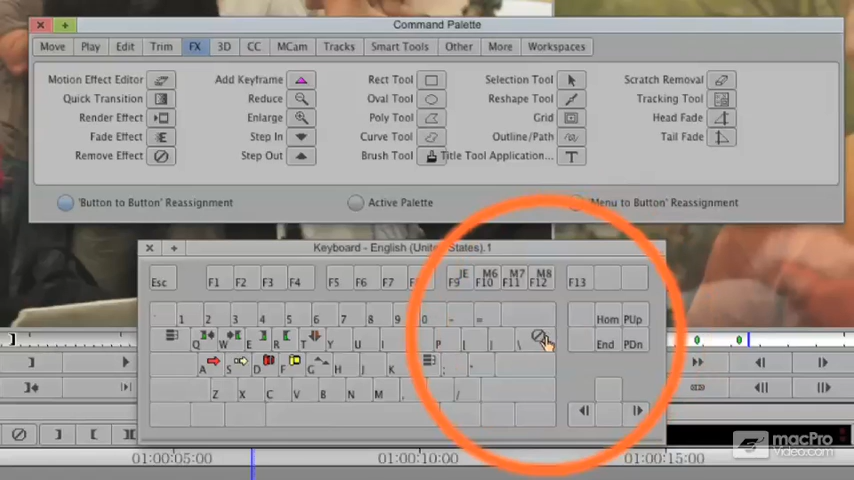 Command Palette
Move Play Edit Trim FX 3D CC MCam Tracks Smart Tools Other More Workspaces
Motion Effect Editor Add Keyframe Rect Tool Selection Tool Scratch Removal
Quick Transition Reduce Oval Tool Reshape Tool Tracking Tool
Render Effect Enlarge Poly Tool Grid Head Fade
Fade Effect Step In Curve Tool Outline/Path Tail Fade
Remove Effect Step Out Brush Tool Title Tool Application...
'Button to Button' Reassignment Active Palette 'Menu to Button' Reassignment
Keyboard - English (United States).1
Esc F1 F2 F3 F4 F5 F6 F7 F8 F9 JE F10 M6 F11 M7 F12 M8 F13
1 2 3 4 5 6 7 8 9 0 - = Hom PUp
Q W E R T Y U I P [ ] \ End PDn
A S D F G H J K ; '
Z X C V B N M , /
01:00:05:00 01:00:10:00 01:00:15:00
macProVideo.com